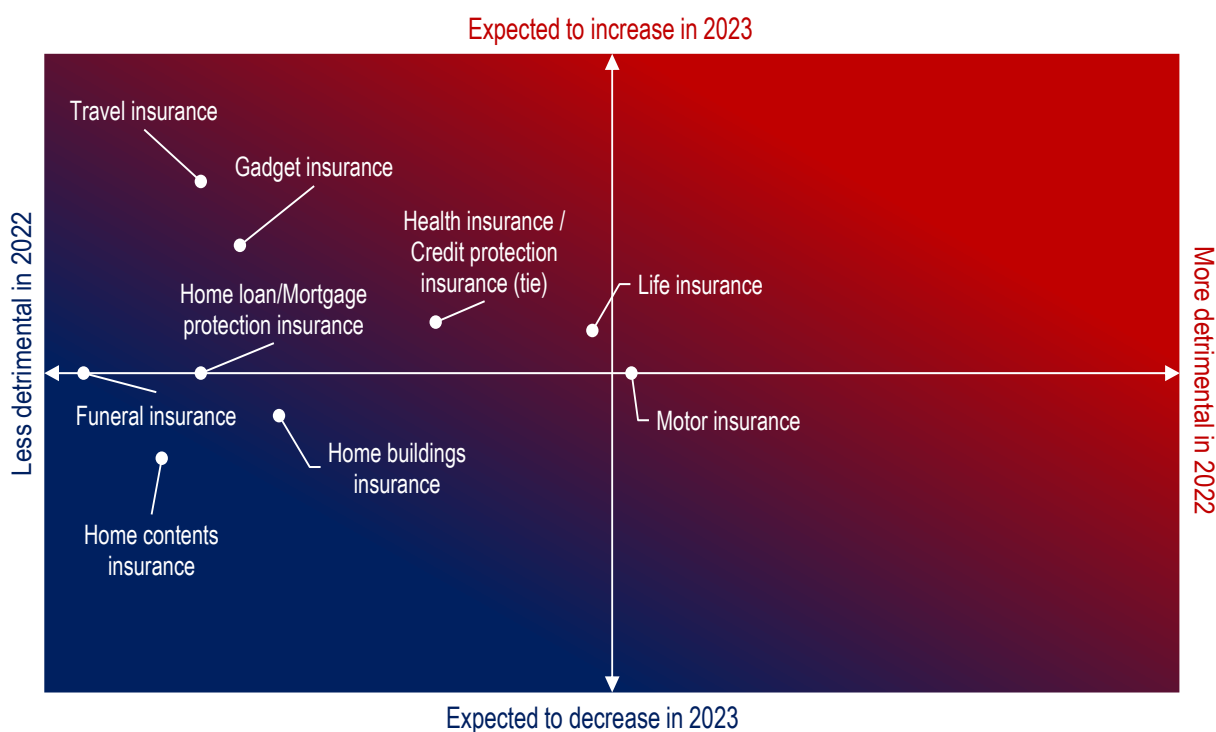 Expected to increase in 2023
Travel insurance
Gadget insurance
Health insurance /
Credit protection
insurance (tie)
Life insurance
Home loan/Mortgage
protection insurance
Less detrimental in 2022
More detrimental in 2022
Funeral insurance
Motor insurance
Home buildings
insurance
Home contents
insurance
Expected to decrease in 2023